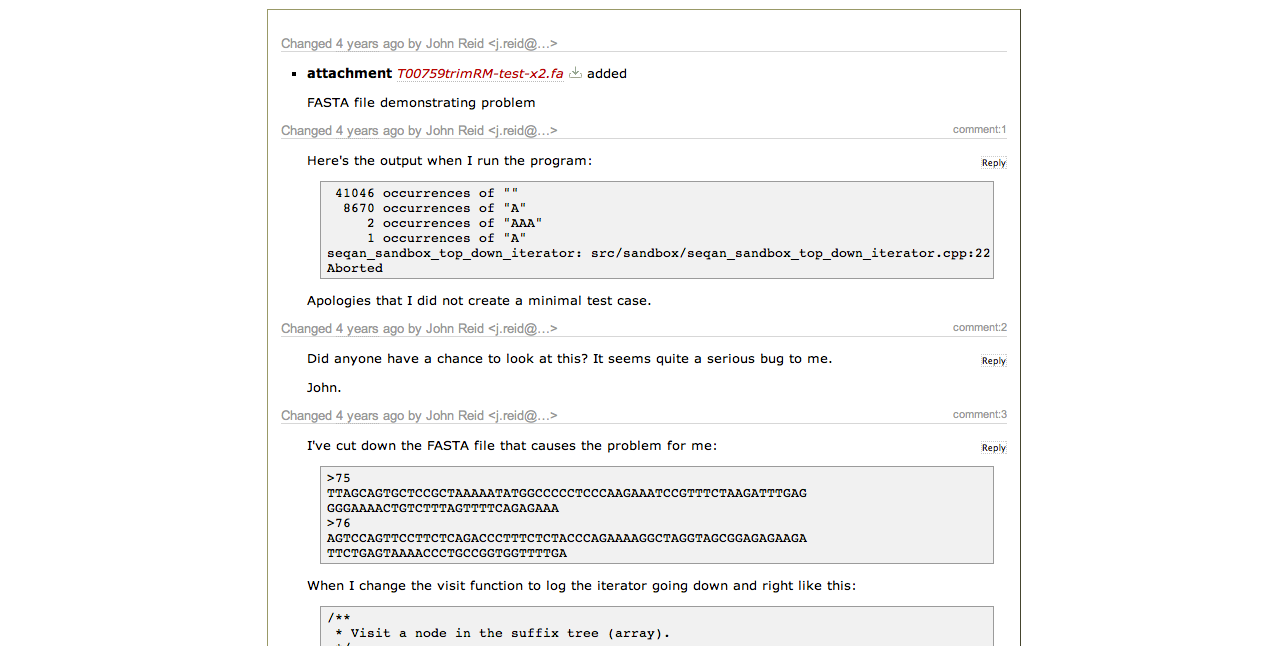 Changed 4 years ago by John Reid <j.reid@…>
attachment T00759trimRM-test-x2.fa added
FASTA file demonstrating problem
Changed 4 years ago by John Reid <j.reid@…> comment:1
Here's the output when I run the program: Reply
41046 occurrences of ""
8670 occurrences of "A"
2 occurrences of "AAA"
1 occurrences of "A"
seqan_sandbox_top_down_iterator: src/sandbox/seqan_sandbox_top_down_iterator.cpp:22
Aborted
Apologies that I did not create a minimal test case.
Changed 4 years ago by John Reid <j.reid@…> comment:2
Did anyone have a chance to look at this? It seems quite a serious bug to me. Reply
John.
Changed 4 years ago by John Reid <j.reid@…> comment:3
I've cut down the FASTA file that causes the problem for me: Reply
>75
TTAGCAGTGCTCCGCTAAAAATATGGCCCCCTCCCAAGAAATCCGTTTCTAAGATTTGAG
GGGAAAACTGTCTTTAGTTTTCAGAGAAA
>76
AGTCCAGTTCCTTCTCAGACCCTTTCTCTACCCAGAAAAGGCTAGGTAGCGGAGAGAAGA
TTCTGAGTAAAACCCTGCCGGTGGTTTTGA
When I change the visit function to log the iterator going down and right like this:
/**
* Visit a node in the suffix tree (array).